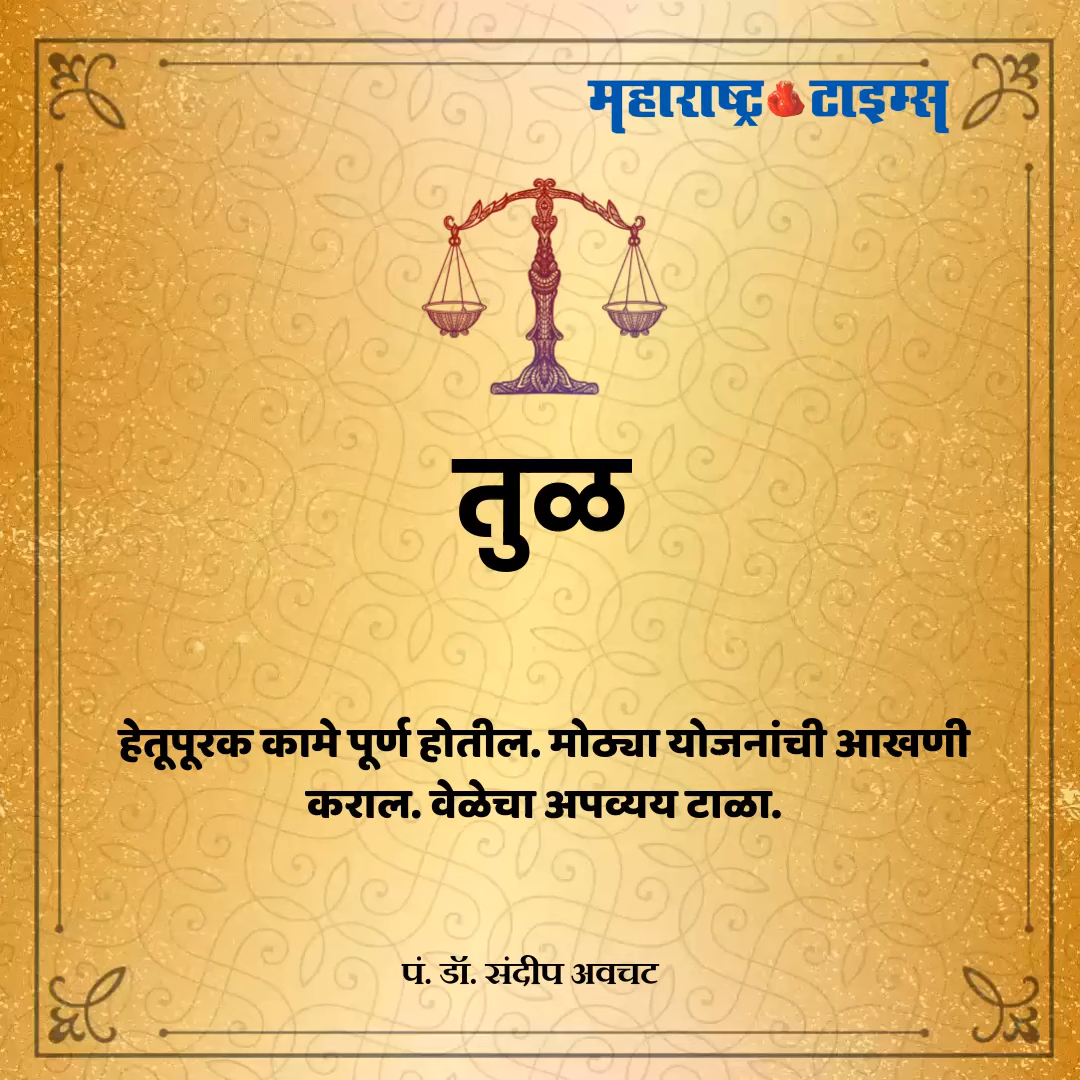 महाराष्ट्र टाइम्स
तुळ
हेतूपूरक कामे पूर्ण होतील. मोठ्या योजनांची आखणी
कराल. वेळेचा अपव्यय टाळा.
पं. डॉ. संदीप अवचट